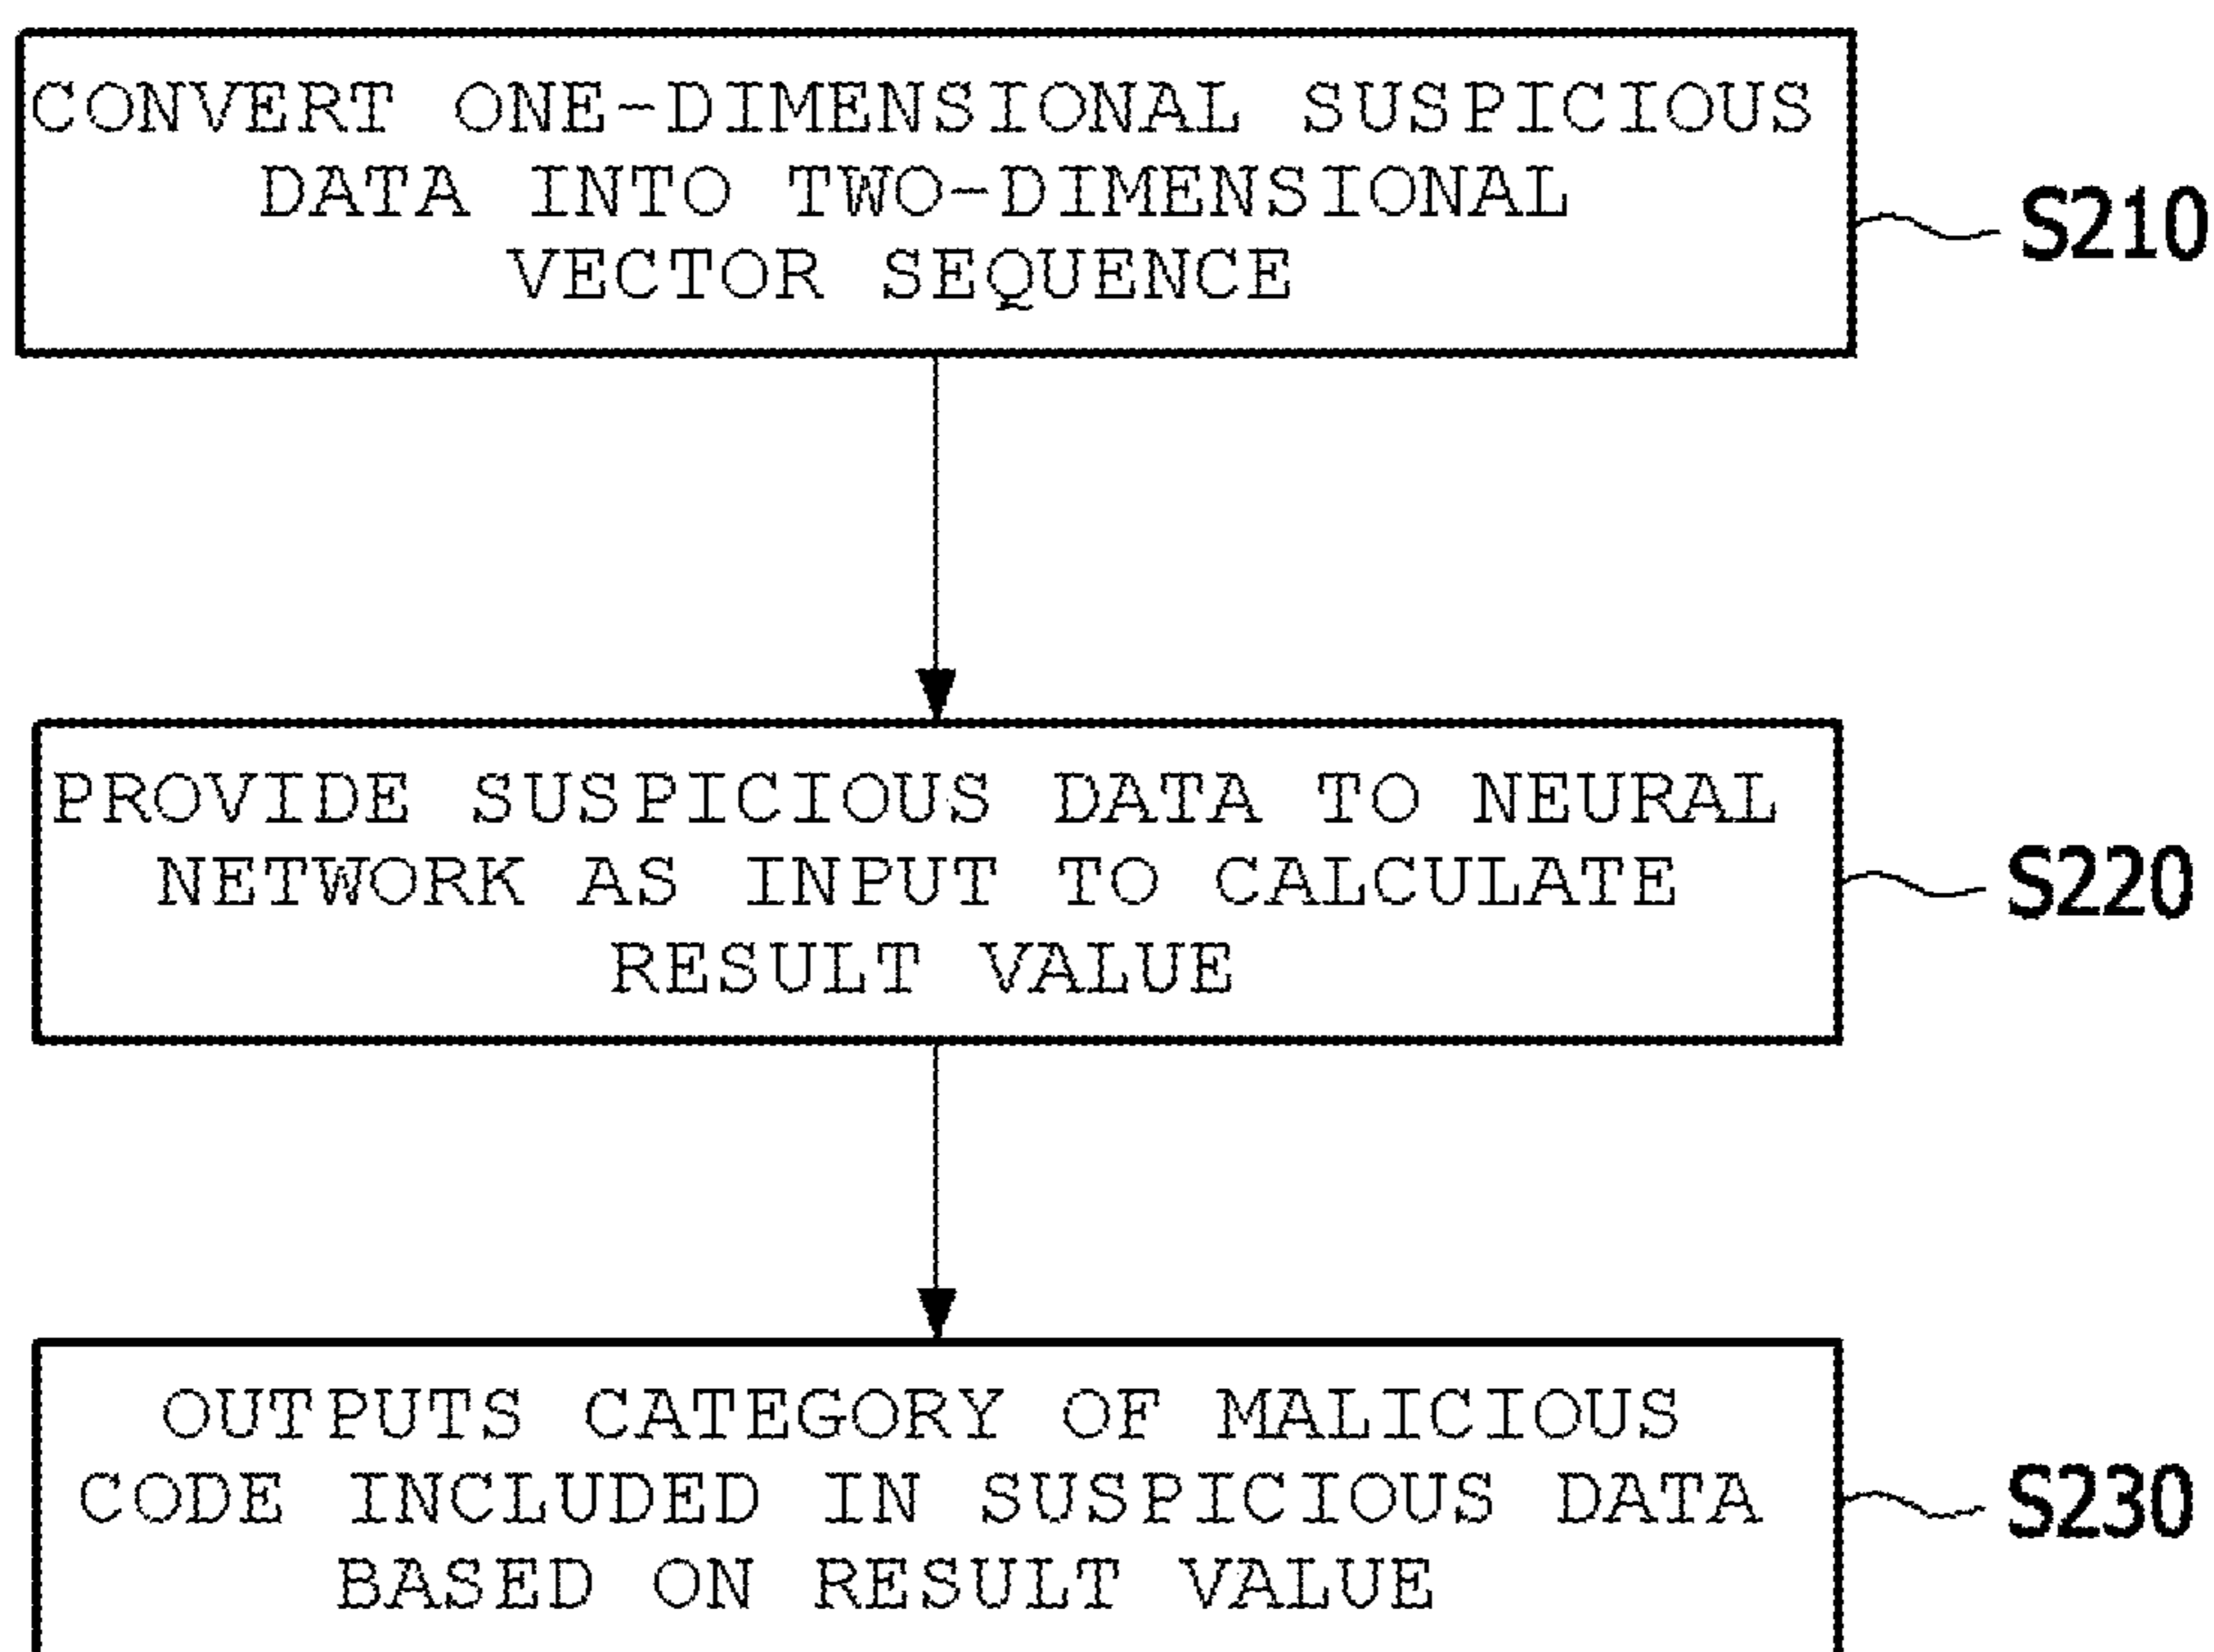 CONVERT ONE-DIMENSIONAL SUSPICIOUS
DATA INTO TWO-DIMENSIONAL
VECTOR SEQUENCE
S210
PROVIDE SUSPICIOUS DATA TO NEURAL
NETWORK AS INPUT TO CALCULATE
RESULT VALUE
S220
OUTPUTS CATEGORY OF MALICIOUS
CODE INCLUDED IN SUSPICIOUS DATA
BASED ON RESULT VALUE
S230